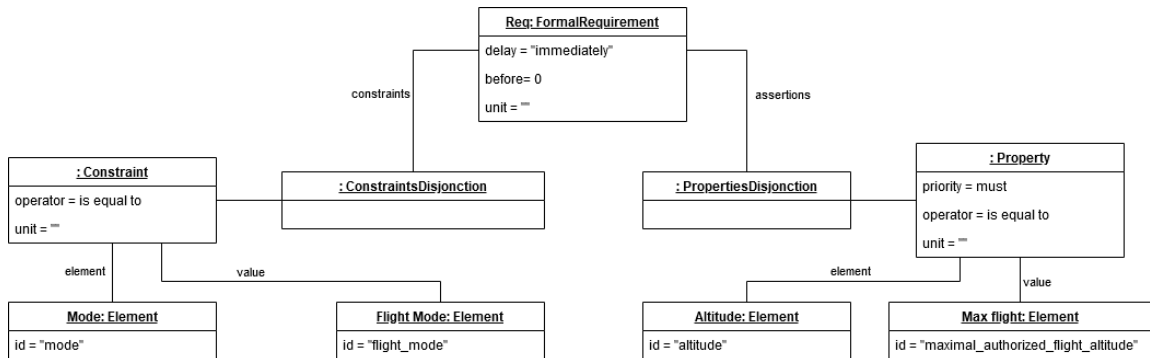 Req: FormalRequirement
delay = "immediately"
before= 0
unit = ""
constraints
assertions
: Constraint
operator = is equal to
unit = ""
: ConstraintsDisjonction
: PropertiesDisjonction
: Property
priority = must
operator = is equal to
unit = ""
element
value
element
value
Mode: Element
id = "mode"
Flight Mode: Element
id = "flight_mode"
Altitude: Element
id = "altitude"
Max flight: Element
id = "maximal_authorized_flight_altitude"